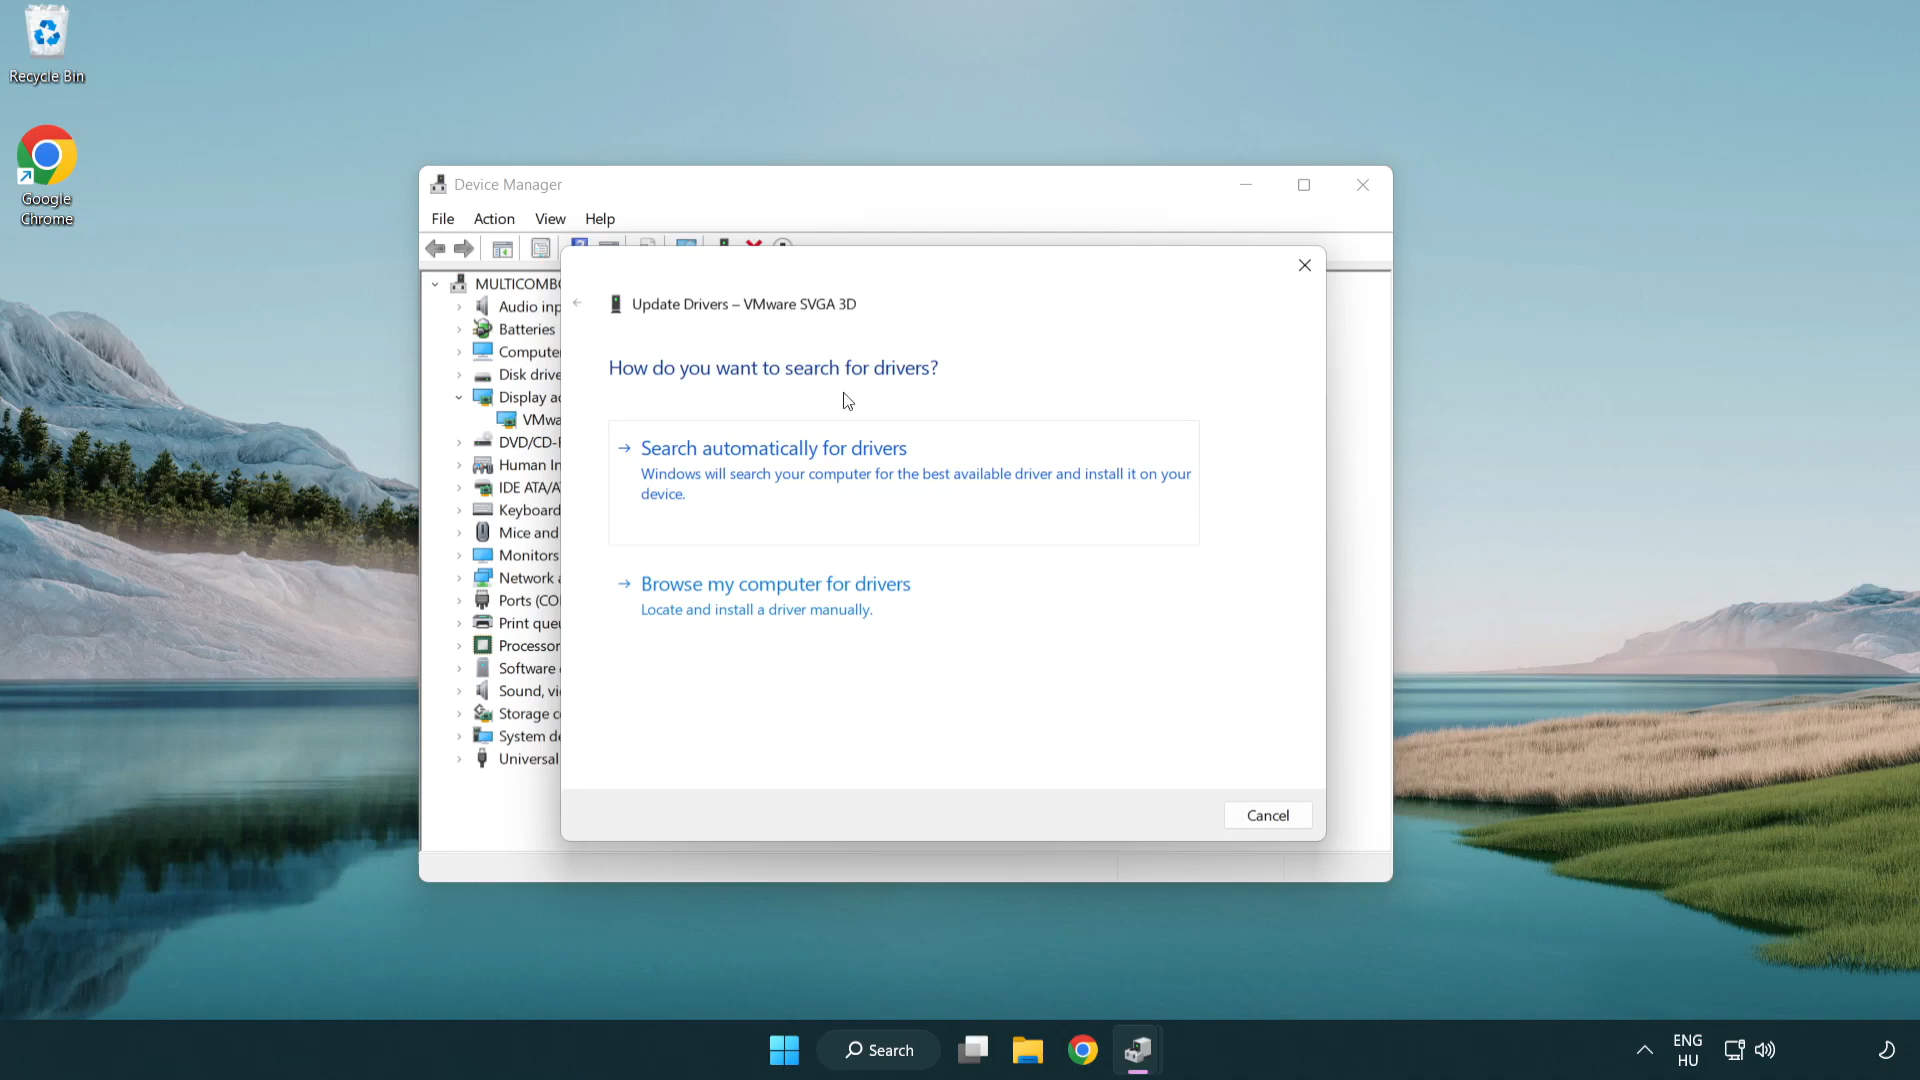 Recycle Bin
Google
Chrome
Device Manager
File Action View Help
MULTICOMB
Audio inp
Batteries
Compute
Disk drive
Display a
VMwa
DVD/CD-
Human In
IDE ATA/A
Keyboard
Mice and
Monitors
Network
Ports (CO
Print que
Processor
Software
Sound, vi
Storage c
System de
Universal
Update Drivers – VMware SVGA 3D
How do you want to search for drivers?
Search automatically for drivers
Windows will search your computer for the best available driver and install it on your
device.
Browse my computer for drivers
Locate and install a driver manually.
Cancel
Search
ENG
HU